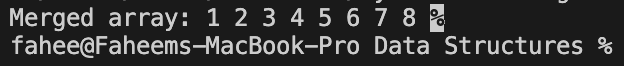 Merged array: 1 2 3 4 5 6 7 8 %
fahee@Faheems-MacBook-Pro Data Structures %